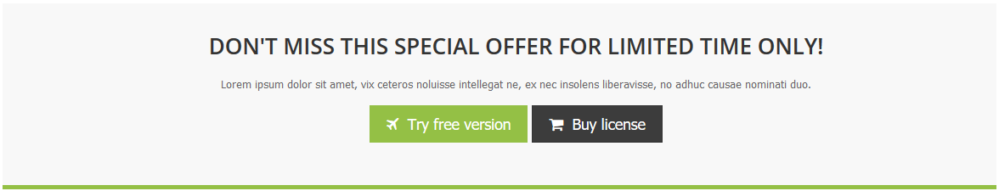 DON'T MISS THIS SPECIAL OFFER FOR LIMITED TIME ONLY!
Lorem ipsum dolor sit amet, vix ceteros noluisse intellegat ne, ex nec insolens liberavisse, no adhuc causae nominati duo.
Try free version
Buy license